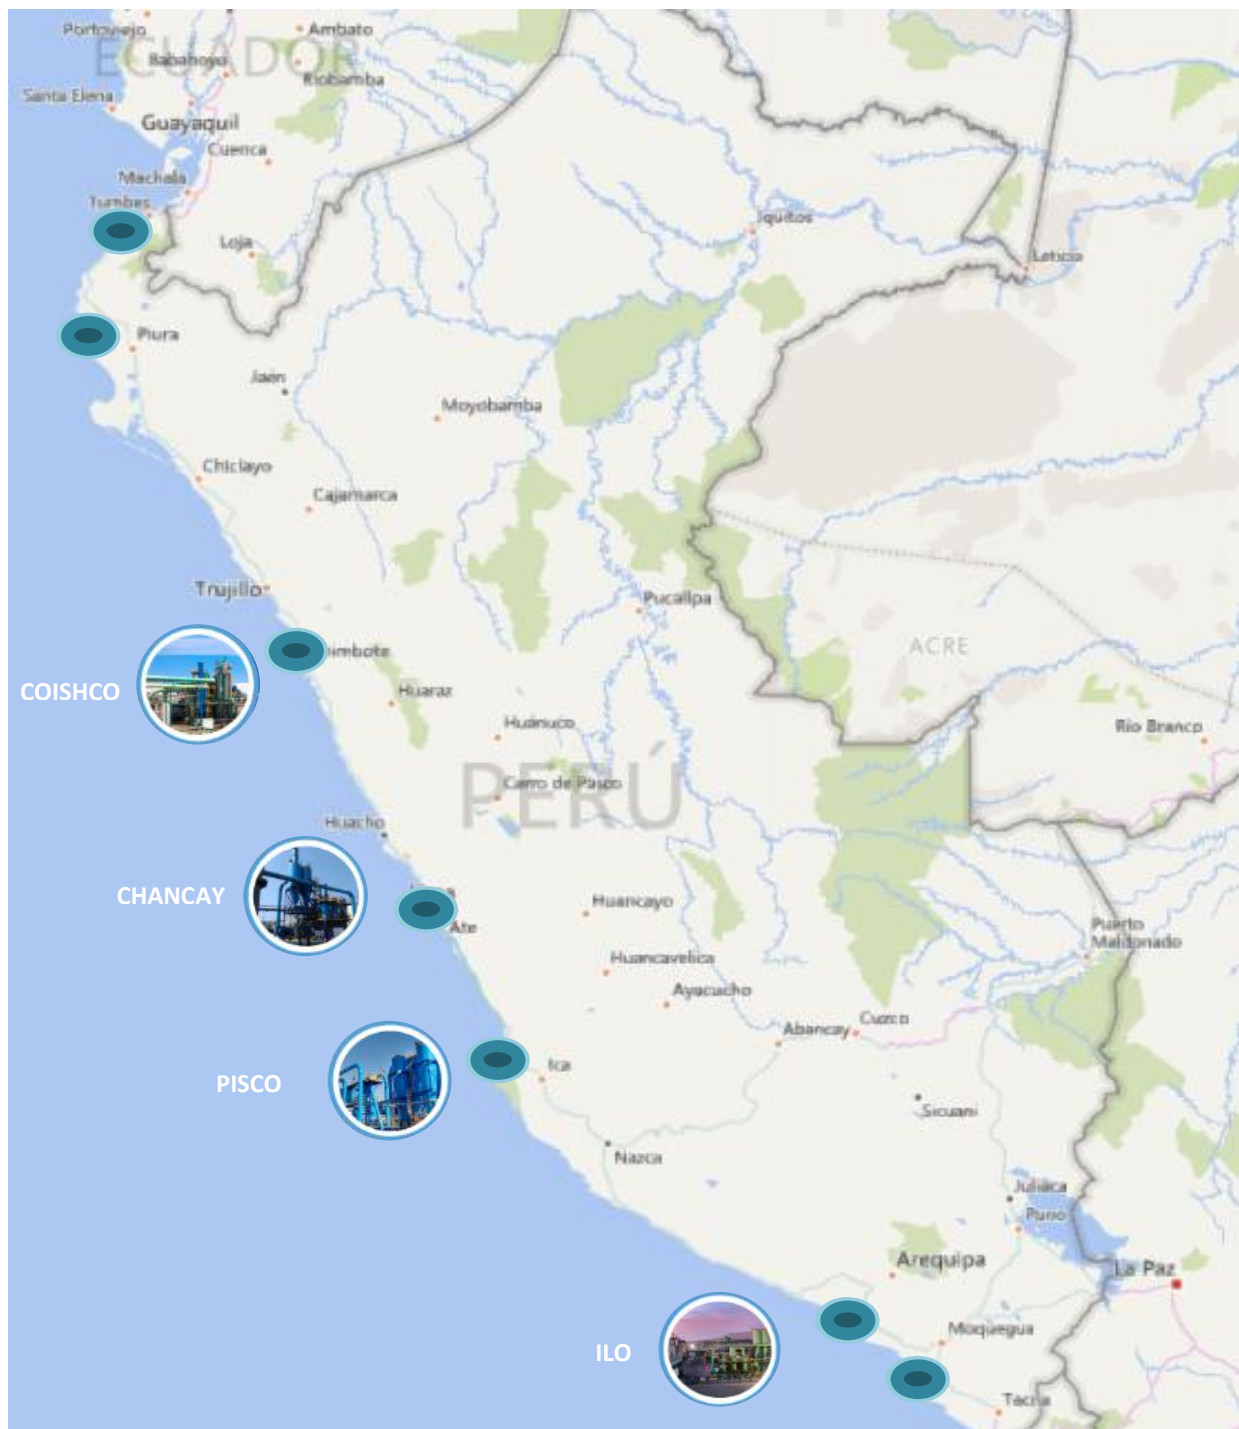 Portoviejo
Ambato
ECUADOR
Babahoyo
Riobamba
Santa Elena
Guayaquil
Cuenca
Machala
Tumbes
Loja
Iquitos
Leticia
Piura
Jaén
Moyobamba
Chiclayo
Cajamarca
Trujillo
Pucallpa
ACRE
imbote
COISHCO
Huaraz
Huánuco
Rio Branco
PERÚ
Cerro de Pasco
Huacho
CHANCAY
Ate
Huancayo
Puerto
Maldonado
Huancavelica
Ayacucho
Abancay
Cuzco
PISCO
Ica
Sicuani
Nazca
Juliaca
Puno
Arequipa
La Paz
Moquegua
ILO
Tacna